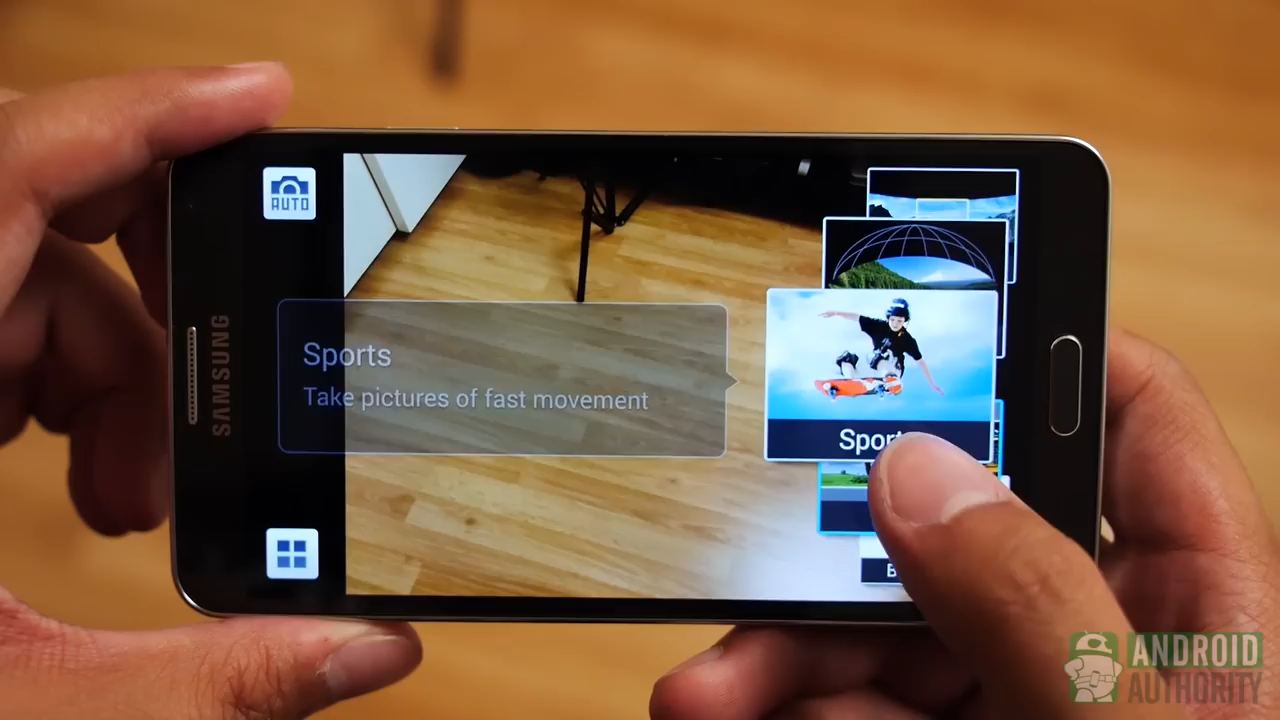 AUTO
SAMSUNG
Sports
Take pictures of fast movement
ANDROID
AUTHORITY